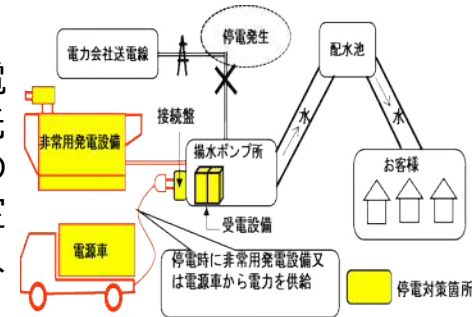 電力会社送電線
停電発生
配水池
接続盤
非常用発電設備
揚水ポンプ所
水
水
お客様
受電設備
電源車
停電時に非常用発電設備又
は電源車から電力を供給
停電対策箇所